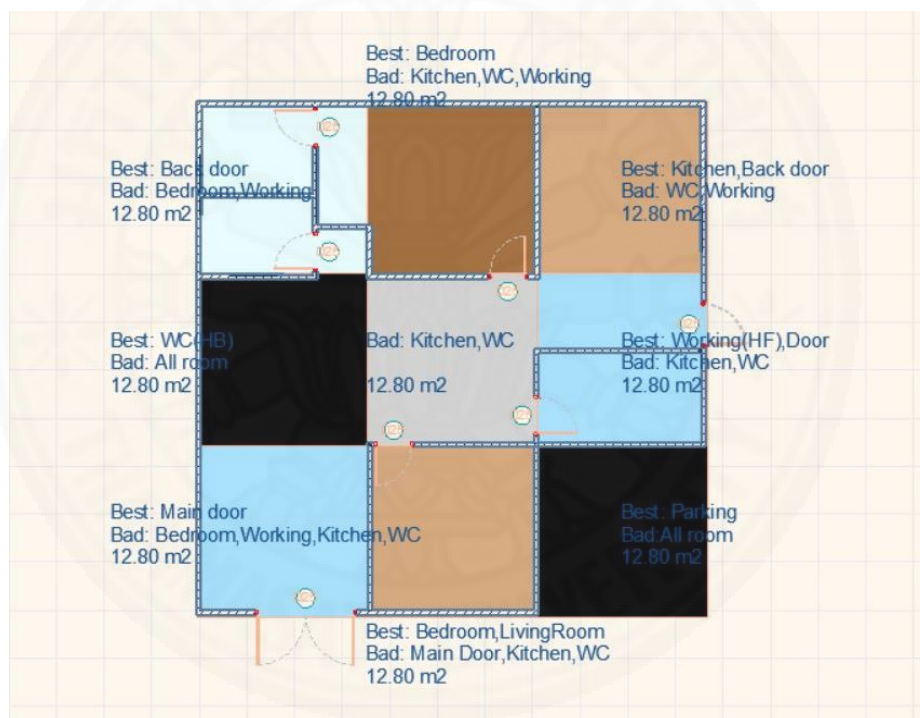 Best: Bedroom
Bad: Kitchen,WC,Working
12.80 m2
Best: Back door
Bad: Bedroom,Working
12.80 m2
Best: Kitchen,Back door
Bad: WC,Working
12.80 m2
Best: WC(HB)
Bad: All room
12.80 m2
Bad: Kitchen,WC
12.80 m2
Best: Working(HF),Door
Bad: Kitchen,WC
12.80 m2
Best: Main door
Bad: Bedroom,Working,Kitchen,WC
12.80 m2
Best: Parking
Bad:All room
12.80 m2
Best: Bedroom,LivingRoom
Bad: Main Door,Kitchen,WC
12.80 m2